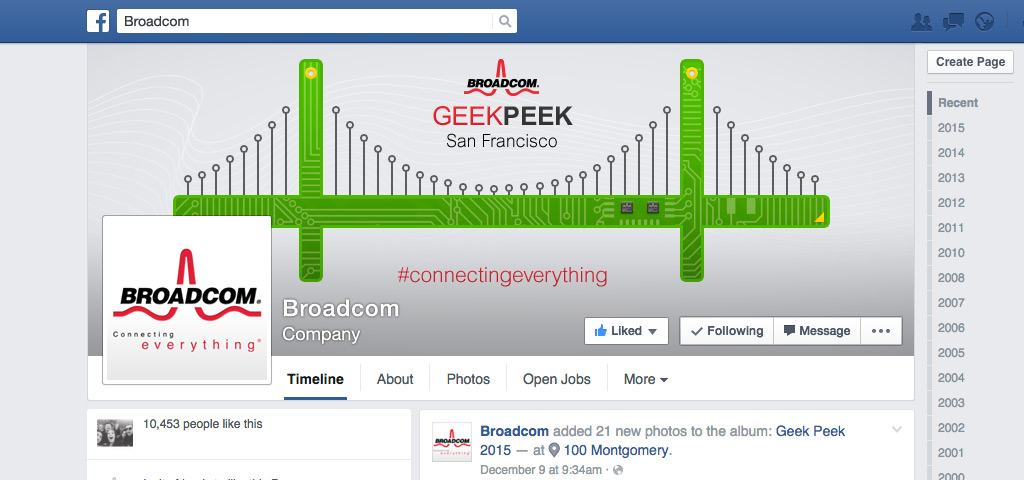 Broadcom
Create Page
BROADCOM.
GEEKPEEK
San Francisco
#connectingeverything
BROADCOM.
Connecting
everything®
Broadcom
Company
Liked
Following
Message
Timeline
About
Photos
Open Jobs
More
Recent
2015
2014
2013
2012
2011
2010
2008
2007
2006
2005
2004
2003
2002
2001
2000
10,453 people like this
Broadcom added 21 new photos to the album: Geek Peek
2015 — at 100 Montgomery.
December 9 at 9:34am ·